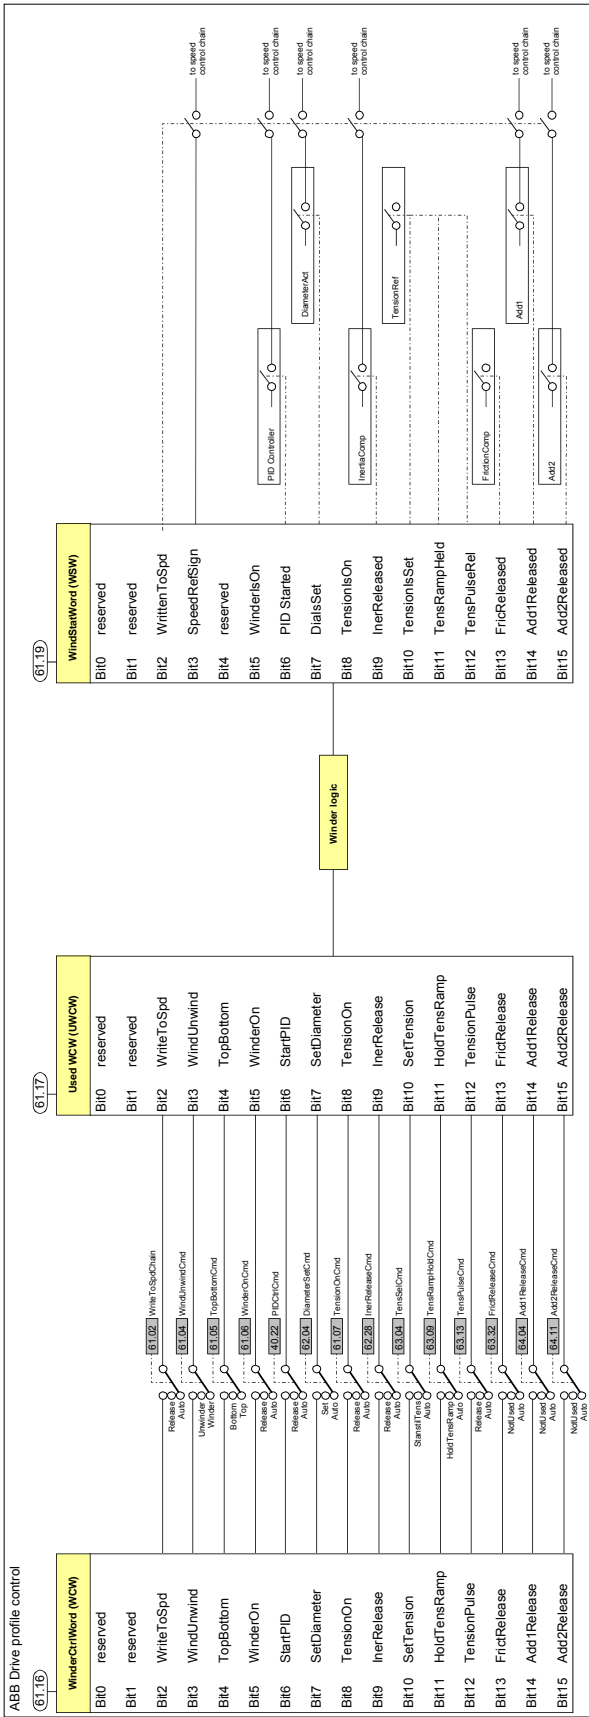 ABB Drive profile control
61.16
WinderCtrlWord (WCW)
Bit0 reserved
Bit1 reserved
Bit2 WriteToSpd
Bit3 WindUnwind
Bit4 TopBottom
Bit5 WinderOn
Bit6 StartPID
Bit7 SetDiameter
Bit8 TensionOn
Bit9 InerRelease
Bit10 SetTension
Bit11 HoldTensRamp
Bit12 TensionPulse
Bit13 FrictRelease
Bit14 Add1Release
Bit15 Add2Release
61.02 WriteToSpdChain
Release
Auto
61.04 WindUnwindCmd
Unwinder
Winder
61.05 TopBottomCmd
Bottom
Top
61.06 WinderOnCmd
Release
Auto
40.22 PIDCtrlCmd
Release
Auto
62.04 DiameterSetCmd
Set
Auto
61.07 TensionOnCmd
Release
Auto
62.28 InerReleaseCmd
Release
Auto
63.04 TensSelCmd
StanstilTens
Auto
63.09 TensRampHoldCmd
HoldTensRamp
Auto
63.13 TensPulseCmd
Release
Auto
63.32 FrictReleaseCmd
NotUsed
Auto
64.04 Add1ReleaseCmd
NotUsed
Auto
64.11 Add2ReleaseCmd
NotUsed
Auto
61.17
Used WCW (UWCW)
Bit0 reserved
Bit1 reserved
Bit2 WriteToSpd
Bit3 WindUnwind
Bit4 TopBottom
Bit5 WinderOn
Bit6 StartPID
Bit7 SetDiameter
Bit8 TensionOn
Bit9 InerRelease
Bit10 SetTension
Bit11 HoldTensRamp
Bit12 TensionPulse
Bit13 FrictRelease
Bit14 Add1Release
Bit15 Add2Release
Winder logic
61.19
WindStatWord (WSW)
Bit0 reserved
Bit1 reserved
Bit2 WrittenToSpd
Bit3 SpeedRefSign
Bit4 reserved
Bit5 WinderIsOn
Bit6 PID Started
Bit7 DiaIsSet
Bit8 TensionIsOn
Bit9 InerReleased
Bit10 TensionIsSet
Bit11 TensRampHeld
Bit12 TensPulseRel
Bit13 FricReleased
Bit14 Add1Released
Bit15 Add2Released
PID Controller
DiameterAct
InertiaComp
TensionRef
FrictionComp
Add1
Add2
to speed
control chain
to speed
control chain
to speed
control chain
to speed
control chain
to speed
control chain
to speed
control chain